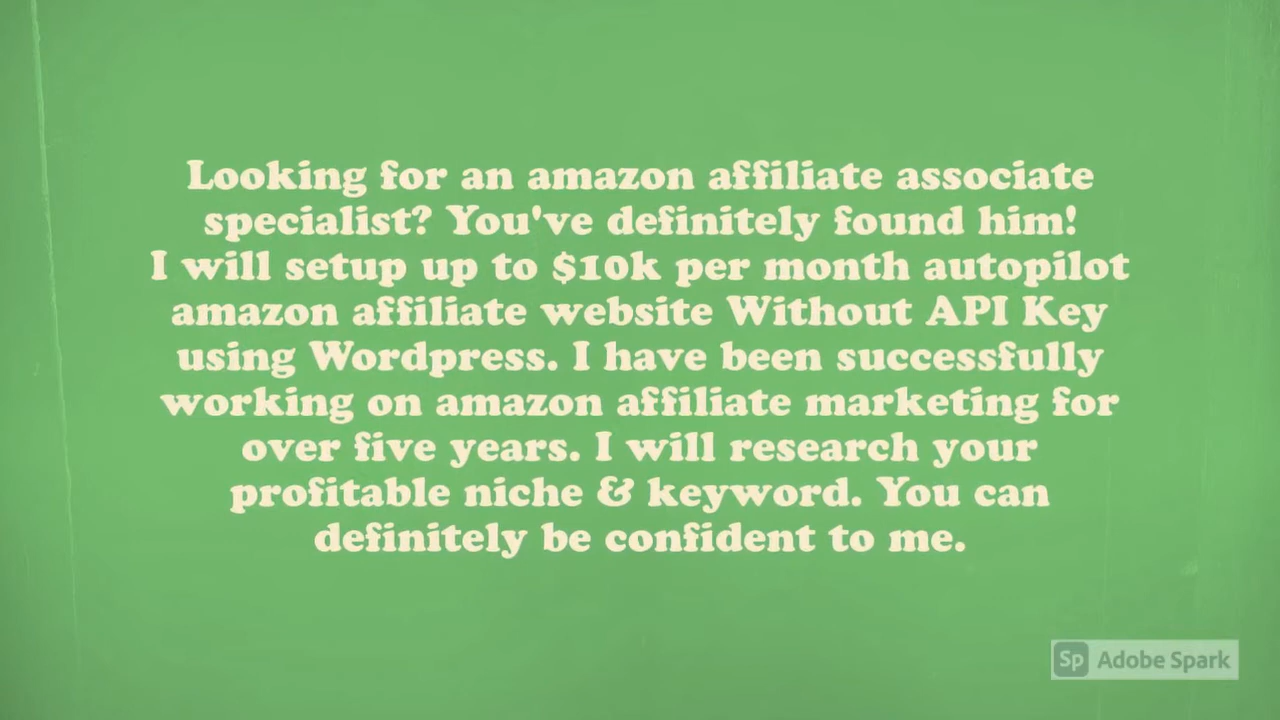 Looking for an amazon affiliate associate
specialist? You've definitely found him!
I will setup up to $10k per month autopilot
amazon affiliate website Without API Key
using Wordpress. I have been successfully
working on amazon affiliate marketing for
over five years. I will research your
profitable niche & keyword. You can
definitely be confident to me.
Sp Adobe Spark